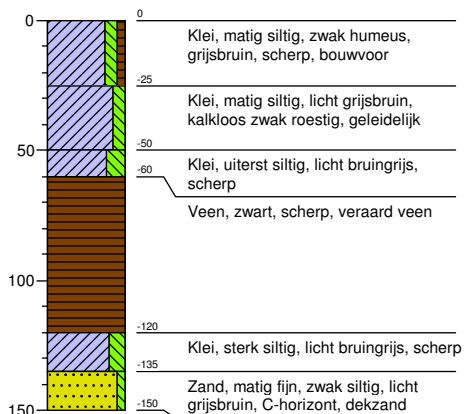 0
0
Klei, matig siltig, zwak humeus,
grijsbruin, scherp, bouwvoor
-25
Klei, matig siltig, licht grijsbruin,
kalkloos zwak roestig, geleidelijk
50
-50
Klei, uiterst siltig, licht bruingrijs,
scherp
-60
Veen, zwart, scherp, veraard veen
100
-120
Klei, sterk siltig, licht bruingrijs, scherp
-135
Zand, matig fijn, zwak siltig, licht
grijsbruin, C-horizont, dekzand
150
-150